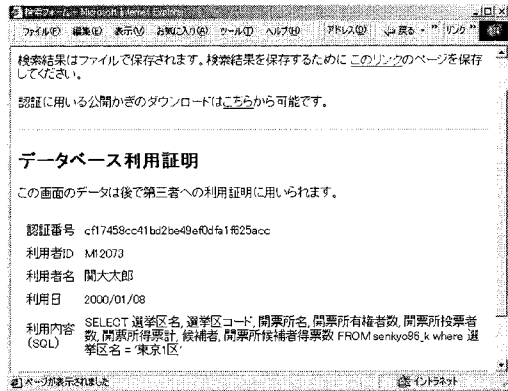 検索フォーム - Microsoft Internet Explorer
ファイル(F) 編集(E) 表示(V) お気に入り(A) ツール(T) ヘルプ(H) アドレス(D) 戻る リンク
検索結果はファイルで保存されます。検索結果を保存するために このリンクのページを保存
してください。
認証に用いる公開かぎのダウンロードはこちらから可能です。
データベース利用証明
この画面のデータは後で第三者への利用証明に用いられます。
認証番号 cf17458cc41bd2be49ef0dfa1f625acc
利用者ID M12073
利用者名 関大太郎
利用日 2000/01/08
利用内容 SELECT 選挙区名, 選挙区コード, 開票所名, 開票所有権者数, 開票所投票者
(SQL) 数, 開票所得票計, 候補者, 開票所候補者得票数 FROM senkyo96_k where 選
挙区名 = '東京1区'
ページが表示されました イントラネット